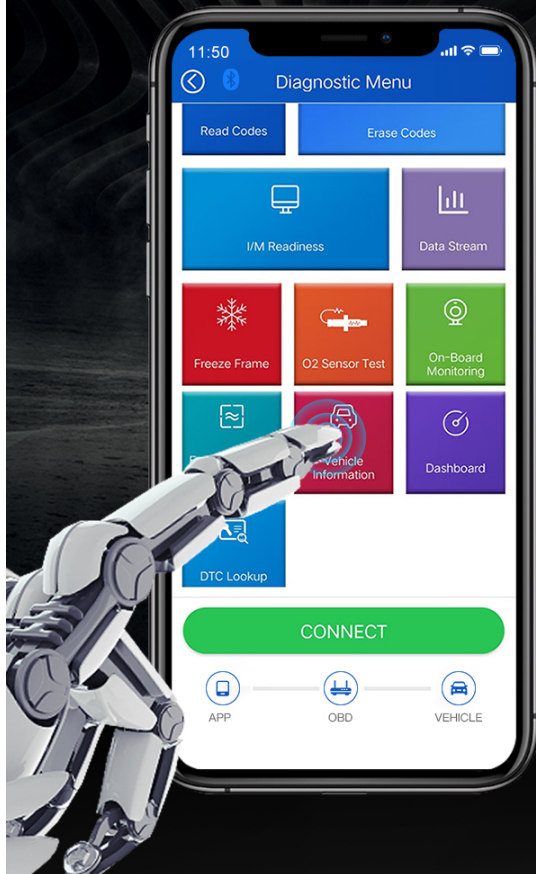 11:50
Diagnostic Menu
Read Codes
Erase Codes
I/M Readiness
Data Stream
Freeze Frame
O2 Sensor Test
On-Board
Monitoring
Vehicle
Information
Dashboard
DTC Lookup
CONNECT
APP
OBD
VEHICLE